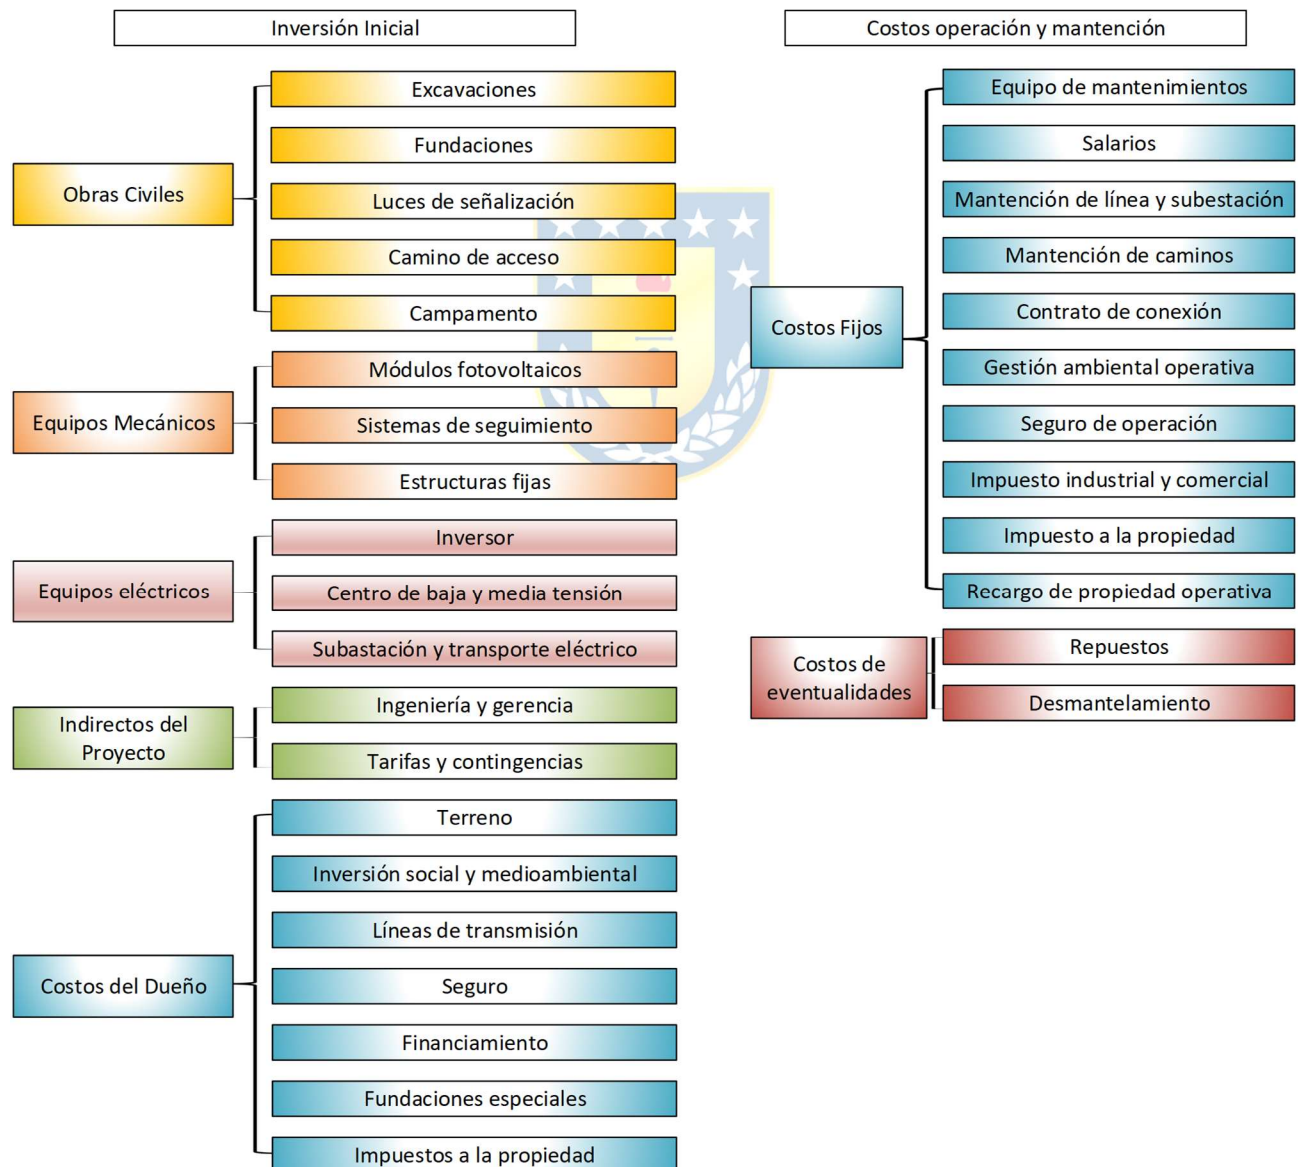 Inversión Inicial
Obras Civiles
Excavaciones
Fundaciones
Luces de señalización
Camino de acceso
Campamento
Equipos Mecánicos
Módulos fotovoltaicos
Sistemas de seguimiento
Estructuras fijas
Equipos eléctricos
Inversor
Centro de baja y media tensión
Subastación y transporte eléctrico
Indirectos del
Proyecto
Ingeniería y gerencia
Tarifas y contingencias
Costos del Dueño
Terreno
Inversión social y medioambiental
Líneas de transmisión
Seguro
Financiamiento
Fundaciones especiales
Impuestos a la propiedad
Costos operación y mantención
Costos Fijos
Equipo de mantenimientos
Salarios
Mantención de línea y subestación
Mantención de caminos
Contrato de conexión
Gestión ambiental operativa
Seguro de operación
Impuesto industrial y comercial
Impuesto a la propiedad
Recargo de propiedad operativa
Costos de
eventualidades
Repuestos
Desmantelamiento